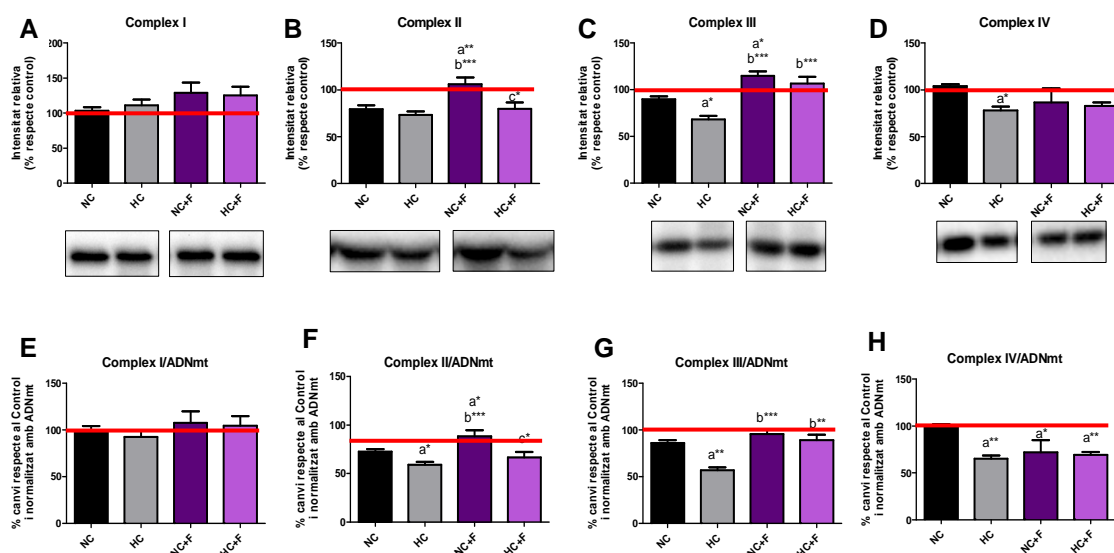 A
Complex I
Intensitat relativa
(% respecte control)
200
150
100
50
0
NC
HC
NC+F
HC+F
B
Complex II
Intensitat relativa
(% respecte control)
150
100
50
0
a**
b***
c*
NC
HC
NC+F
HC+F
C
Complex III
Intensitat relativa
(% respecte control)
150
100
50
0
a*
a*
b***
b***
NC
HC
NC+F
HC+F
D
Complex IV
Intensitat relativa
(% respecte control)
150
100
50
0
a*
NC
HC
NC+F
HC+F
E
Complex I/ADNmt
% canvi respecte al Control
i normalitzat amb ADNmt
150
100
50
0
NC
HC
NC+F
HC+F
F
Complex II/ADNmt
% canvi respecte al Control
i normalitzat amb ADNmt
150
100
50
0
a*
a*
b***
c*
NC
HC
NC+F
HC+F
G
Complex III/ADNmt
% canvi respecte al Control
i normalitzat amb ADNmt
150
100
50
0
a**
b***
b**
NC
HC
NC+F
HC+F
H
Complex IV/ADNmt
% canvi respecte al Control
i normalitzat amb ADNmt
150
100
50
0
a**
a*
a**
NC
HC
NC+F
HC+F